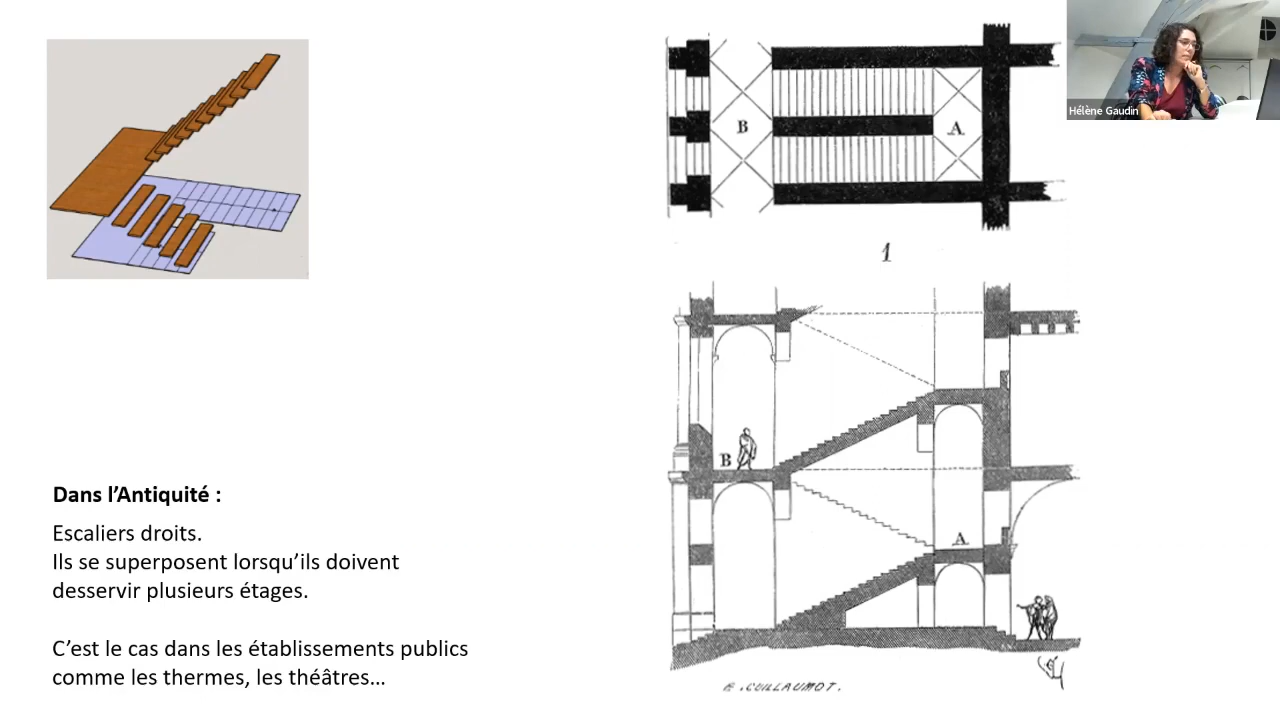 Hélène Gaudin
B
A
1
B
A
Dans l’Antiquité :
Escaliers droits.
Ils se superposent lorsqu’ils doivent
desservir plusieurs étages.
C’est le cas dans les établissements publics
comme les thermes, les théâtres…
E. GUILLAUMOT.